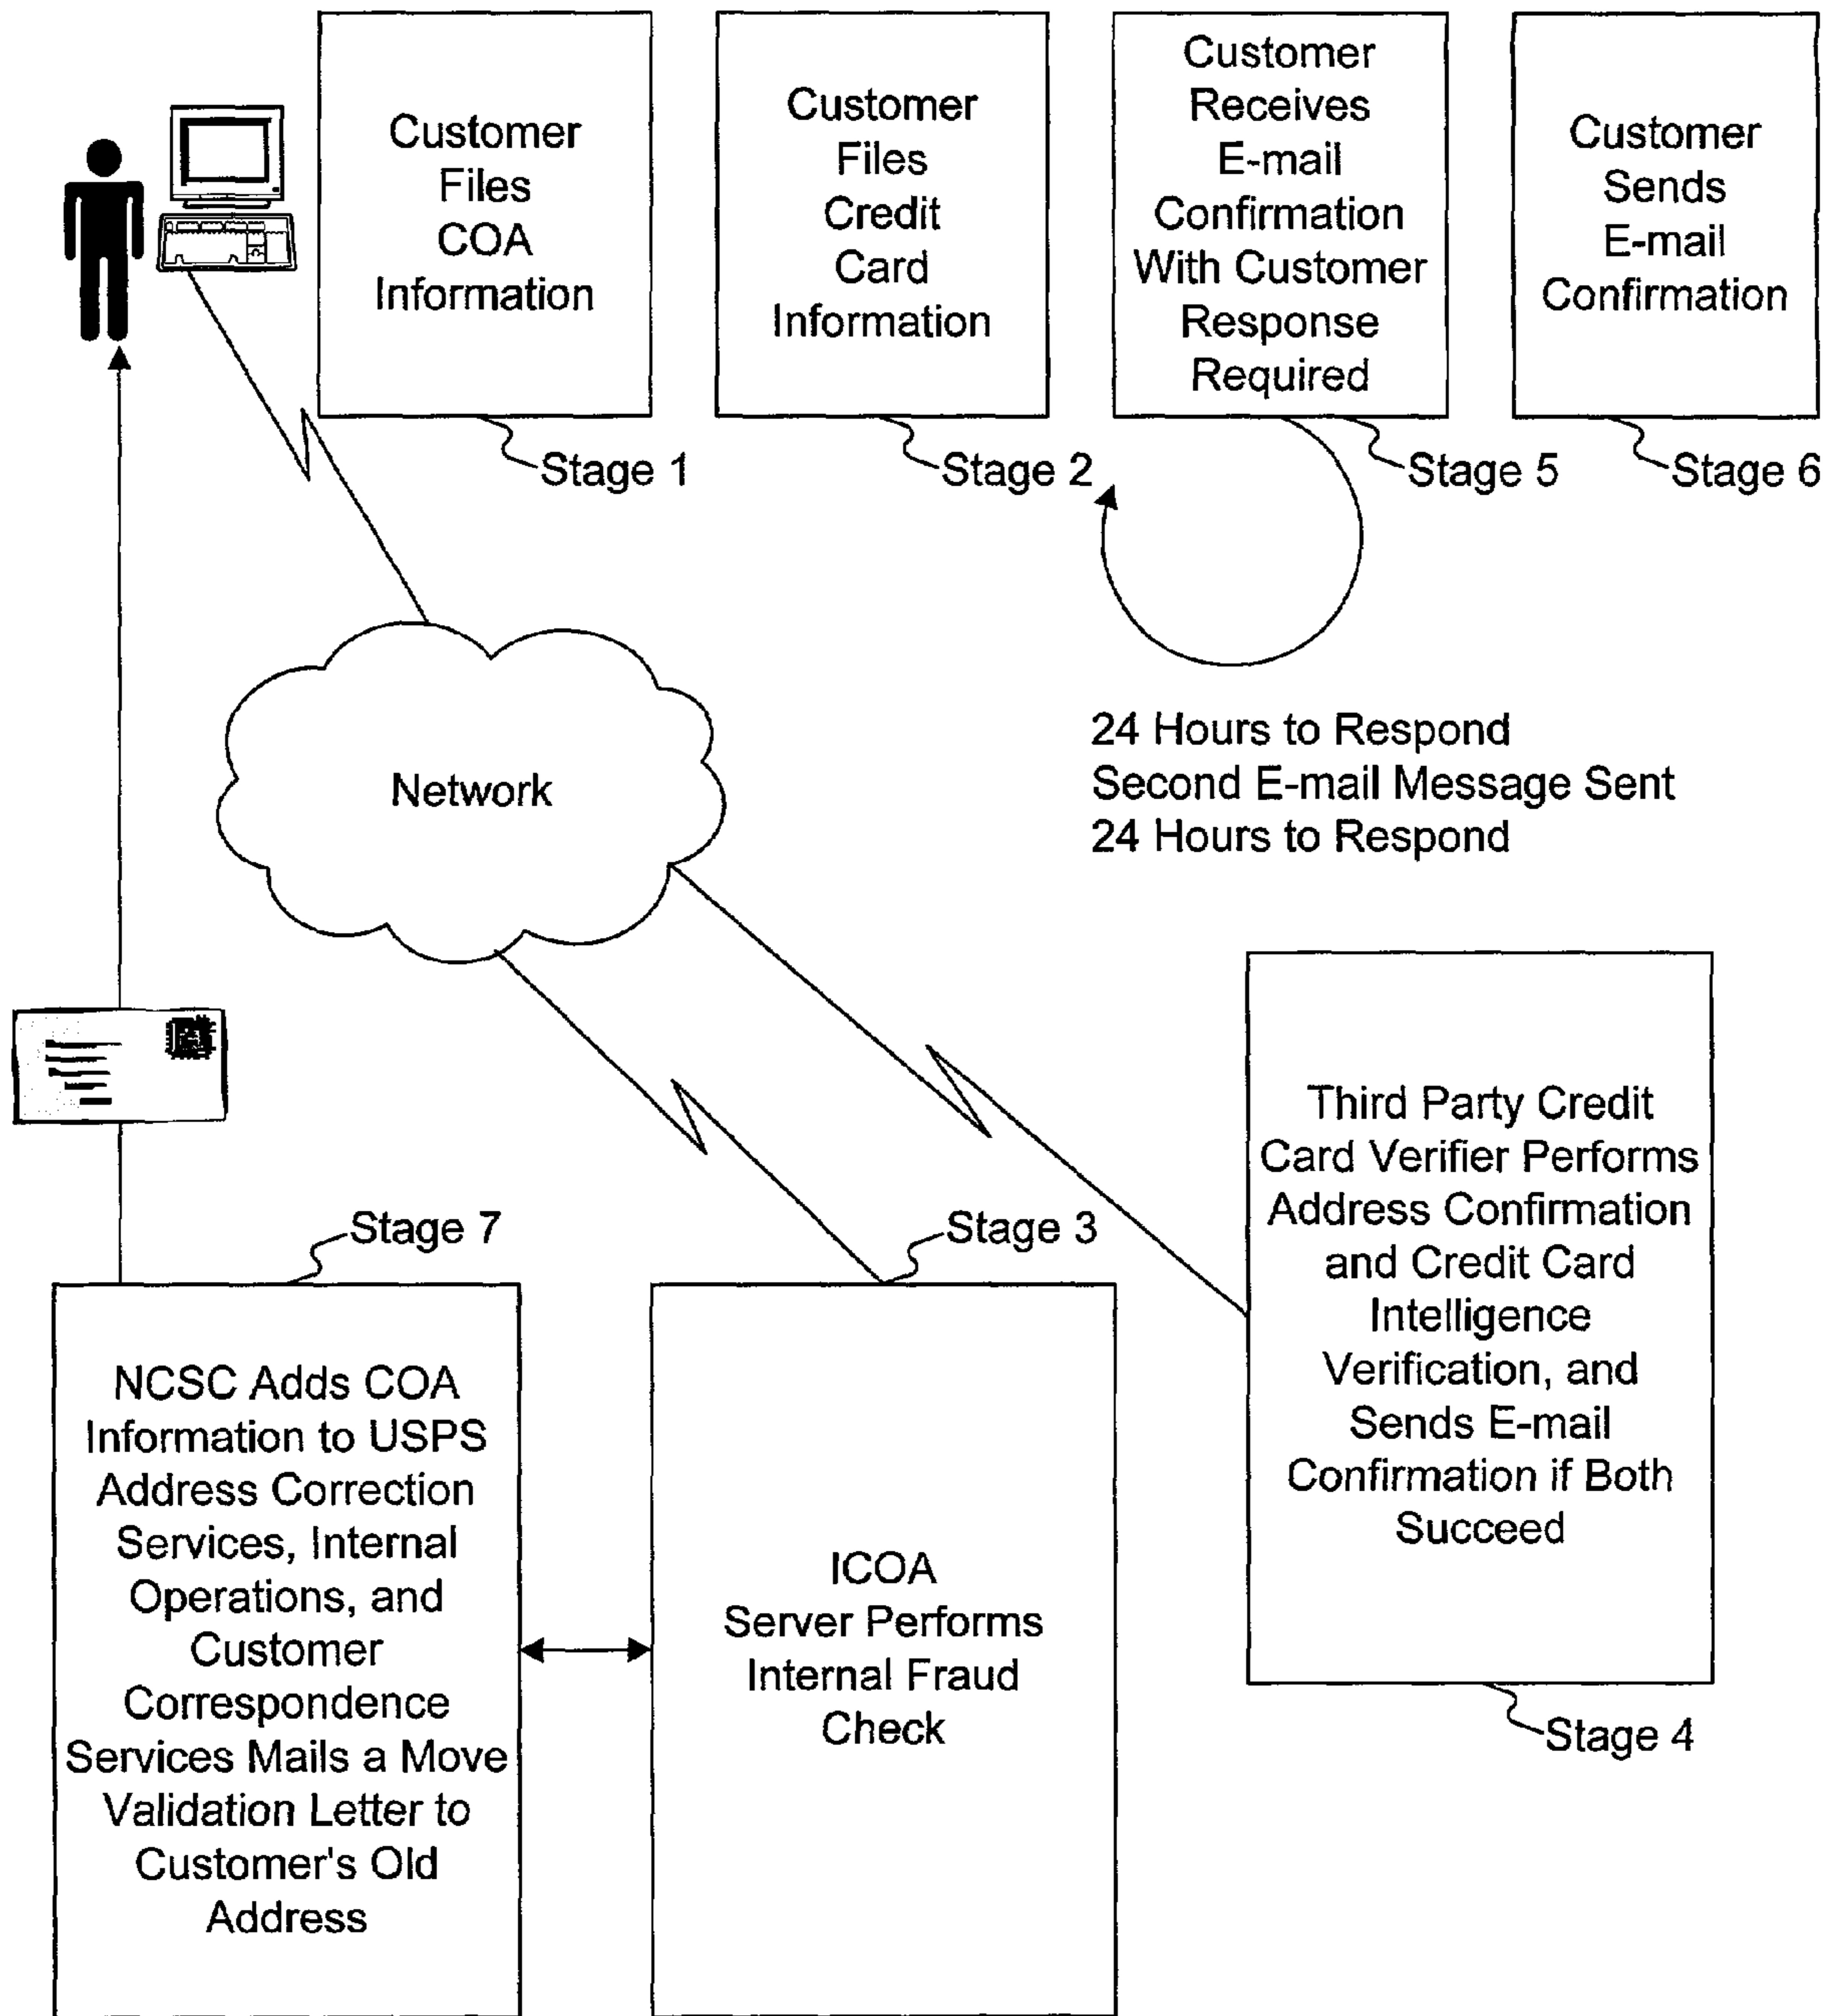 Customer
Files
COA
Information
Stage 1
Customer
Files
Credit
Card
Information
Stage 2
Customer
Receives
E-mail
Confirmation
With Customer
Response
Required
Stage 5
Customer
Sends
E-mail
Confirmation
Stage 6
24 Hours to Respond
Second E-mail Message Sent
24 Hours to Respond
Network
Stage 7
NCSC Adds COA
Information to USPS
Address Correction
Services, Internal
Operations, and
Customer
Correspondence
Services Mails a Move
Validation Letter to
Customer's Old
Address
Stage 3
ICOA
Server Performs
Internal Fraud
Check
Third Party Credit
Card Verifier Performs
Address Confirmation
and Credit Card
Intelligence
Verification, and
Sends E-mail
Confirmation if Both
Succeed
Stage 4